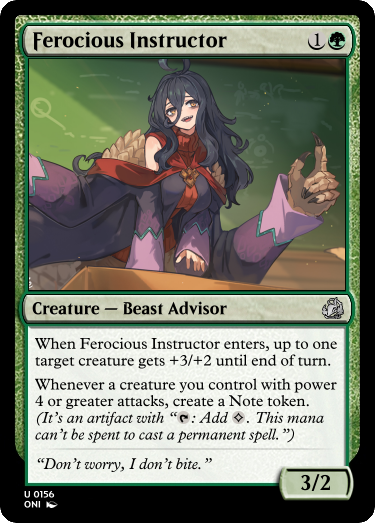 Ferocious Instructor 1
Creature — Beast Advisor
When Ferocious Instructor enters, up to one
target creature gets +3/+2 until end of turn.
Whenever a creature you control with power
4 or greater attacks, create a Note token.
(It's an artifact with “: Add . This mana
can't be spent to cast a permanent spell.”)
“Don't worry, I don't bite.”
3/2
U 0156
ONI